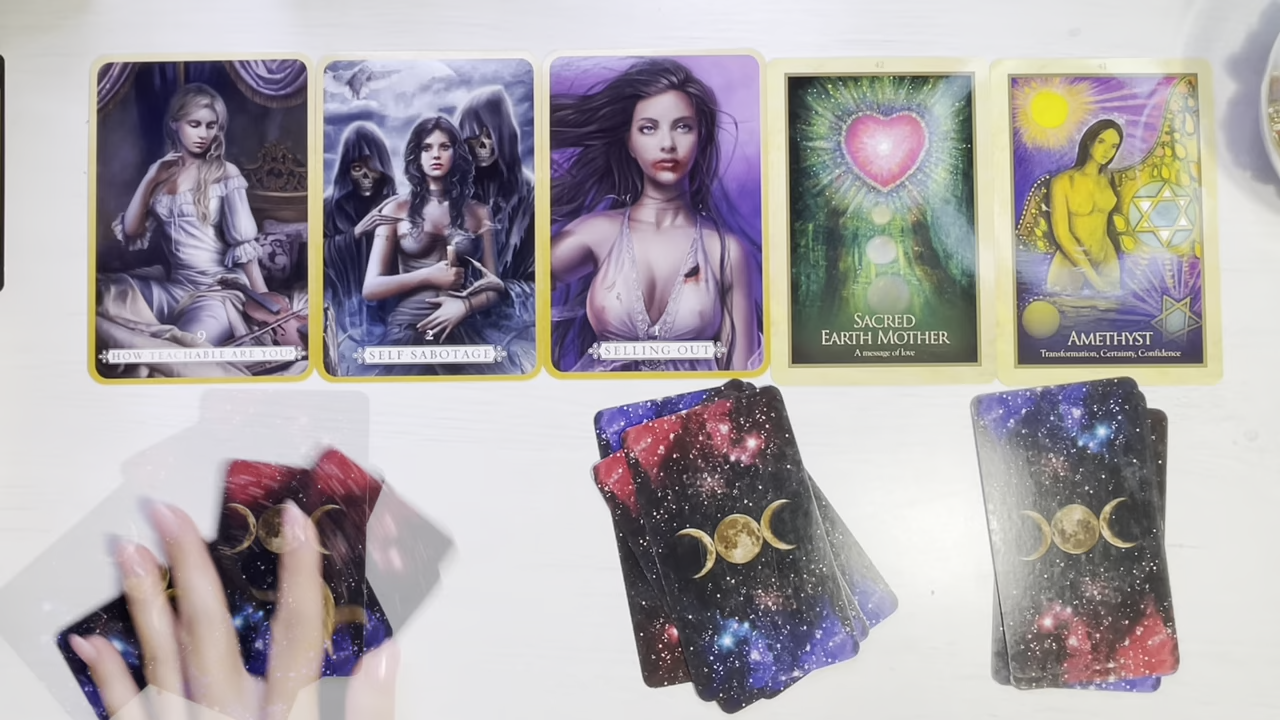 9
HOW TEACHABLE ARE YOU?
2
SELF SABOTAGE
1
SELLING OUT
42
SACRED
EARTH MOTHER
A message of love
AMETHYST
Transformation, Certainty, Confidence